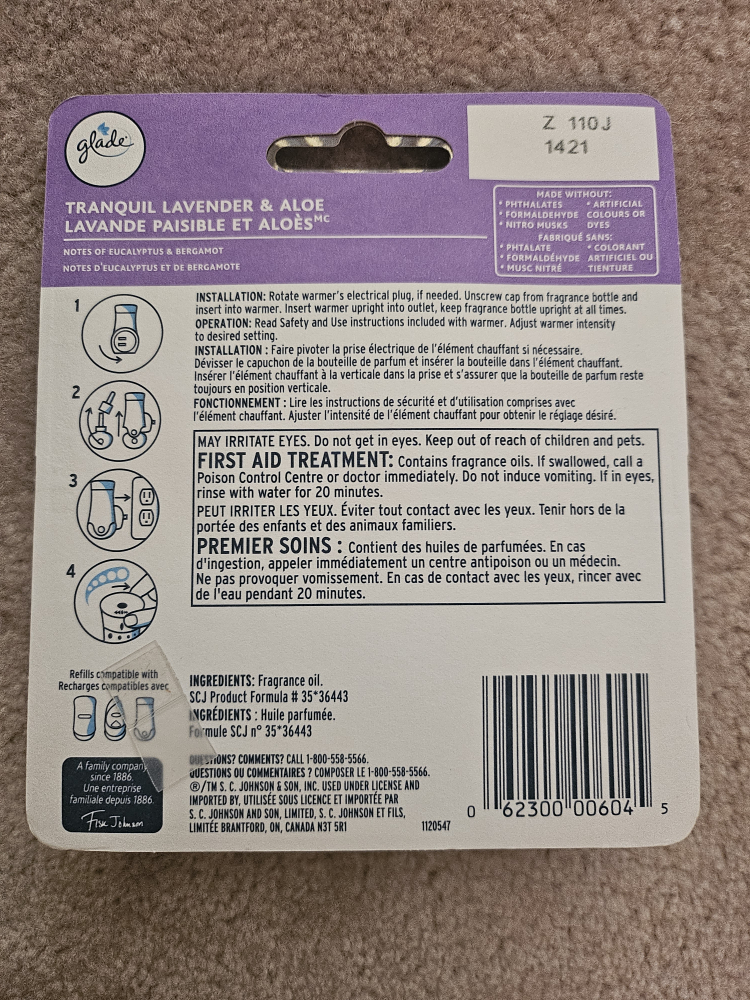 glade
Z 110J
1421
TRANQUIL LAVENDER & ALOE
LAVANDE PAISIBLE ET ALOÈS MC
NOTES OF EUCALYPTUS & BERGAMOT
NOTES D'EUCALYPTUS ET DE BERGAMOTE
MADE WITHOUT:
* PHTHALATES * ARTIFICIAL
* FORMALDEHYDE COLOURS OR
* NITRO MUSKS DYES
FABRIQUÉ SANS:
* PHTALATE * COLORANT
* FORMALDÉHYDE ARTIFICIEL OU
* MUSC NITRÉ TIENTURE
1
2
3
4
INSTALLATION: Rotate warmer's electrical plug, if needed. Unscrew cap from fragrance bottle and
insert into warmer. Insert warmer upright into outlet, keep fragrance bottle upright at all times.
OPERATION: Read Safety and Use instructions included with warmer. Adjust warmer intensity
to desired setting.
INSTALLATION : Faire pivoter la prise électrique de l'élément chauffant si nécessaire.
Dévisser le capuchon de la bouteille de parfum et insérer la bouteille dans l'élément chauffant.
Insérer l'élément chauffant à la verticale dans la prise et s'assurer que la bouteille de parfum reste
toujours en position verticale.
FONCTIONNEMENT : Lire les instructions de sécurité et d'utilisation comprises avec
l'élément chauffant. Ajuster l'intensité de l'élément chauffant pour obtenir le réglage désiré.
MAY IRRITATE EYES. Do not get in eyes. Keep out of reach of children and pets.
FIRST AID TREATMENT: Contains fragrance oils. If swallowed, call a
Poison Control Centre or doctor immediately. Do not induce vomiting. If in eyes,
rinse with water for 20 minutes.
PEUT IRRITER LES YEUX. Éviter tout contact avec les yeux. Tenir hors de la
portée des enfants et des animaux familiers.
PREMIER SOINS : Contient des huiles de parfumées. En cas
d'ingestion, appeler immédiatement un centre antipoison ou un médecin.
Ne pas provoquer vomissement. En cas de contact avec les yeux, rincer avec
de l'eau pendant 20 minutes.
Refills compatible with
Recharges compatibles avec
A family company
since 1886.
Une entreprise
familiale depuis 1886.
Fisk Johnson
INGREDIENTS: Fragrance oil.
SCJ Product Formula # 35*36443
INGRÉDIENTS : Huile parfumée.
Formule SCJ n° 35*36443
QUESTIONS? COMMENTS? CALL 1-800-558-5566.
QUESTIONS OU COMMENTAIRES ? COMPOSER LE 1-800-558-5566.
®/TM S. C. JOHNSON & SON, INC. USED UNDER LICENSE AND
IMPORTED BY, UTILISÉE SOUS LICENCE ET IMPORTÉE PAR
S. C. JOHNSON AND SON, LIMITED, S. C. JOHNSON ET FILS,
LIMITÉE BRANTFORD, ON, CANADA N3T 5R1 1120547
0 62300 00604 5